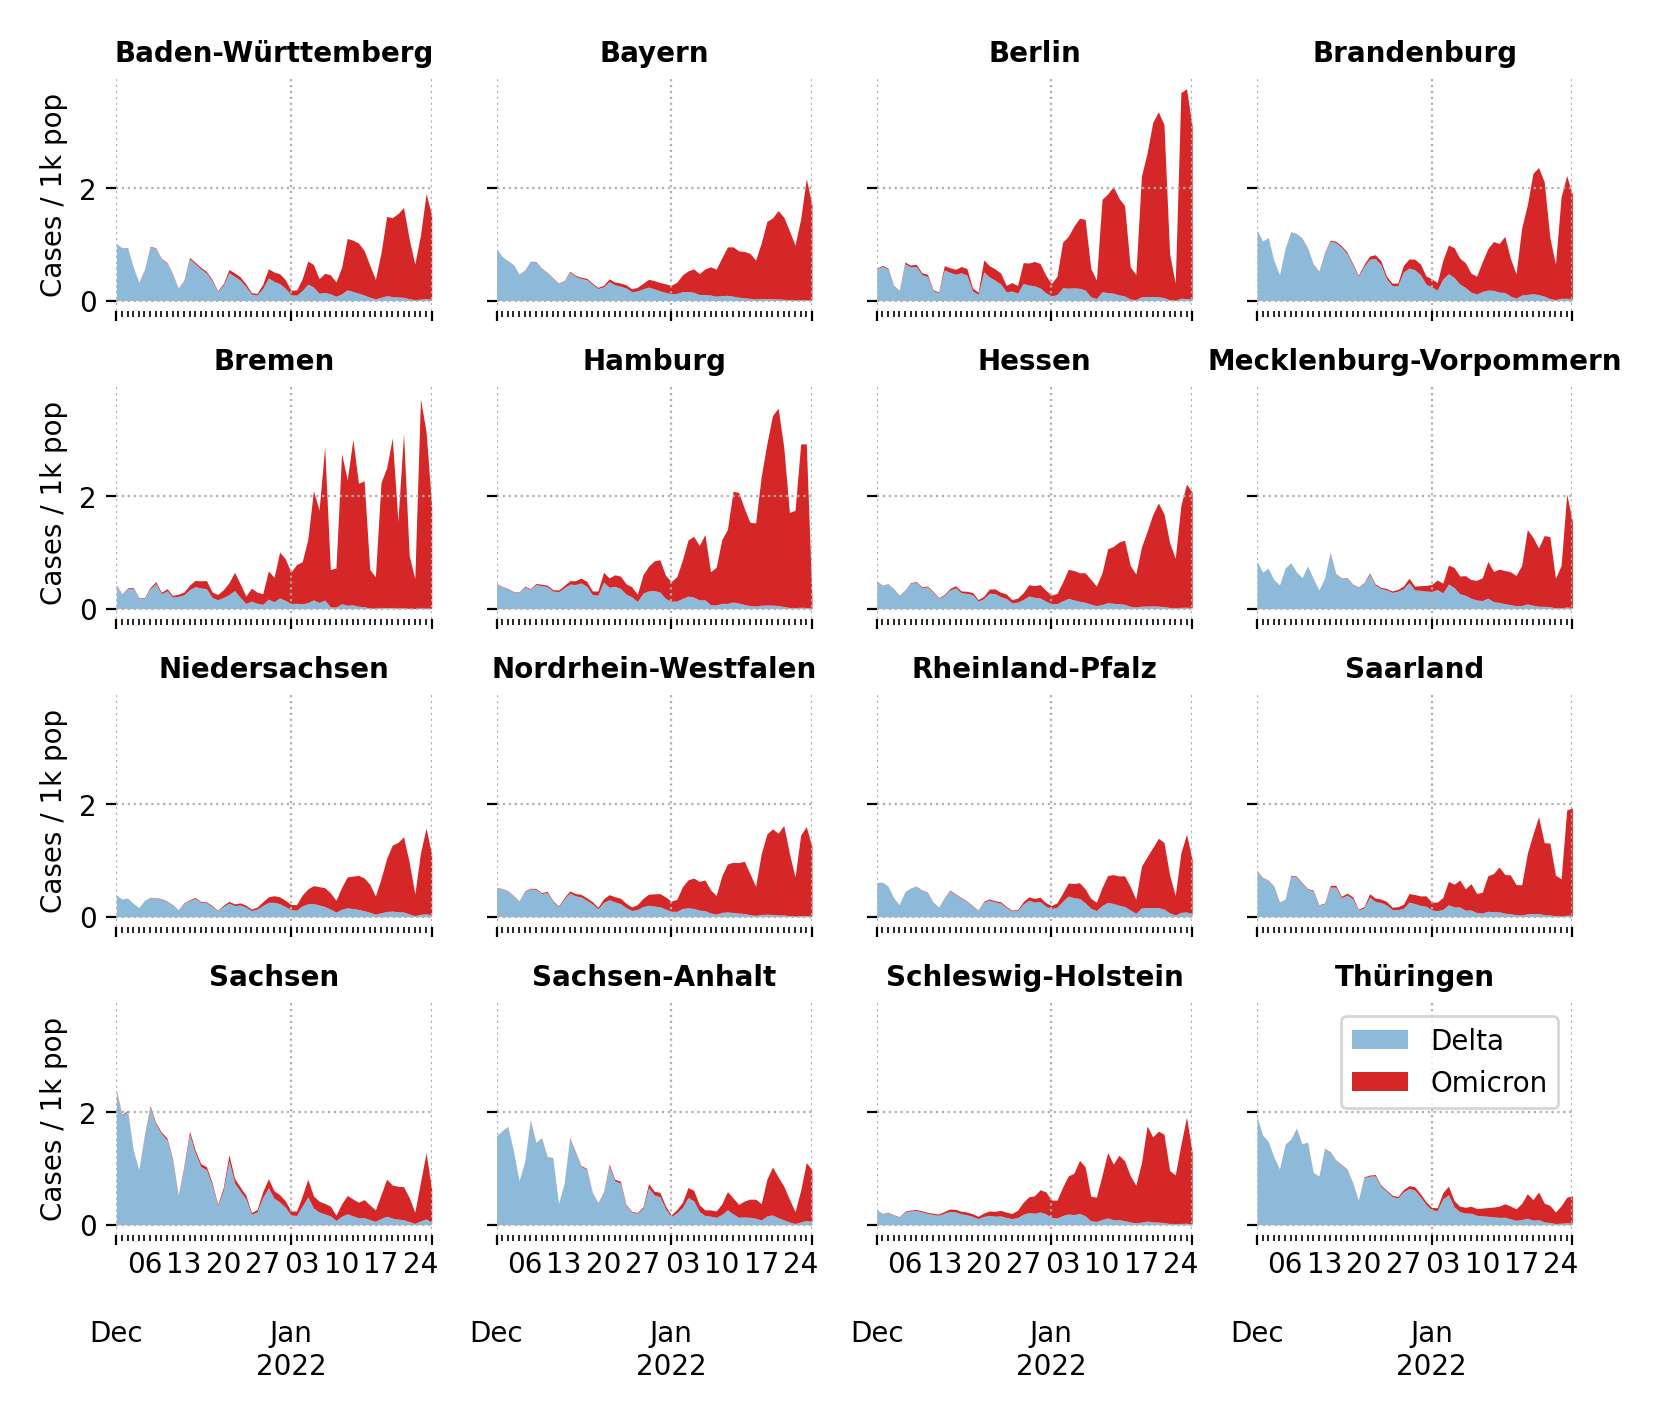 Baden-Württemberg
Bayern
Berlin
Brandenburg
Cases / 1k pop
2
0
Bremen
Hamburg
Hessen
Mecklenburg-Vorpommern
Cases / 1k pop
2
0
Niedersachsen
Nordrhein-Westfalen
Rheinland-Pfalz
Saarland
Cases / 1k pop
2
0
Sachsen
Sachsen-Anhalt
Schleswig-Holstein
Thüringen
Cases / 1k pop
2
0
Delta
Omicron
06 13 20 27 03 10 17 24
Dec Jan
2022
06 13 20 27 03 10 17 24
Dec Jan
2022
06 13 20 27 03 10 17 24
Dec Jan
2022
06 13 20 27 03 10 17 24
Dec Jan
2022